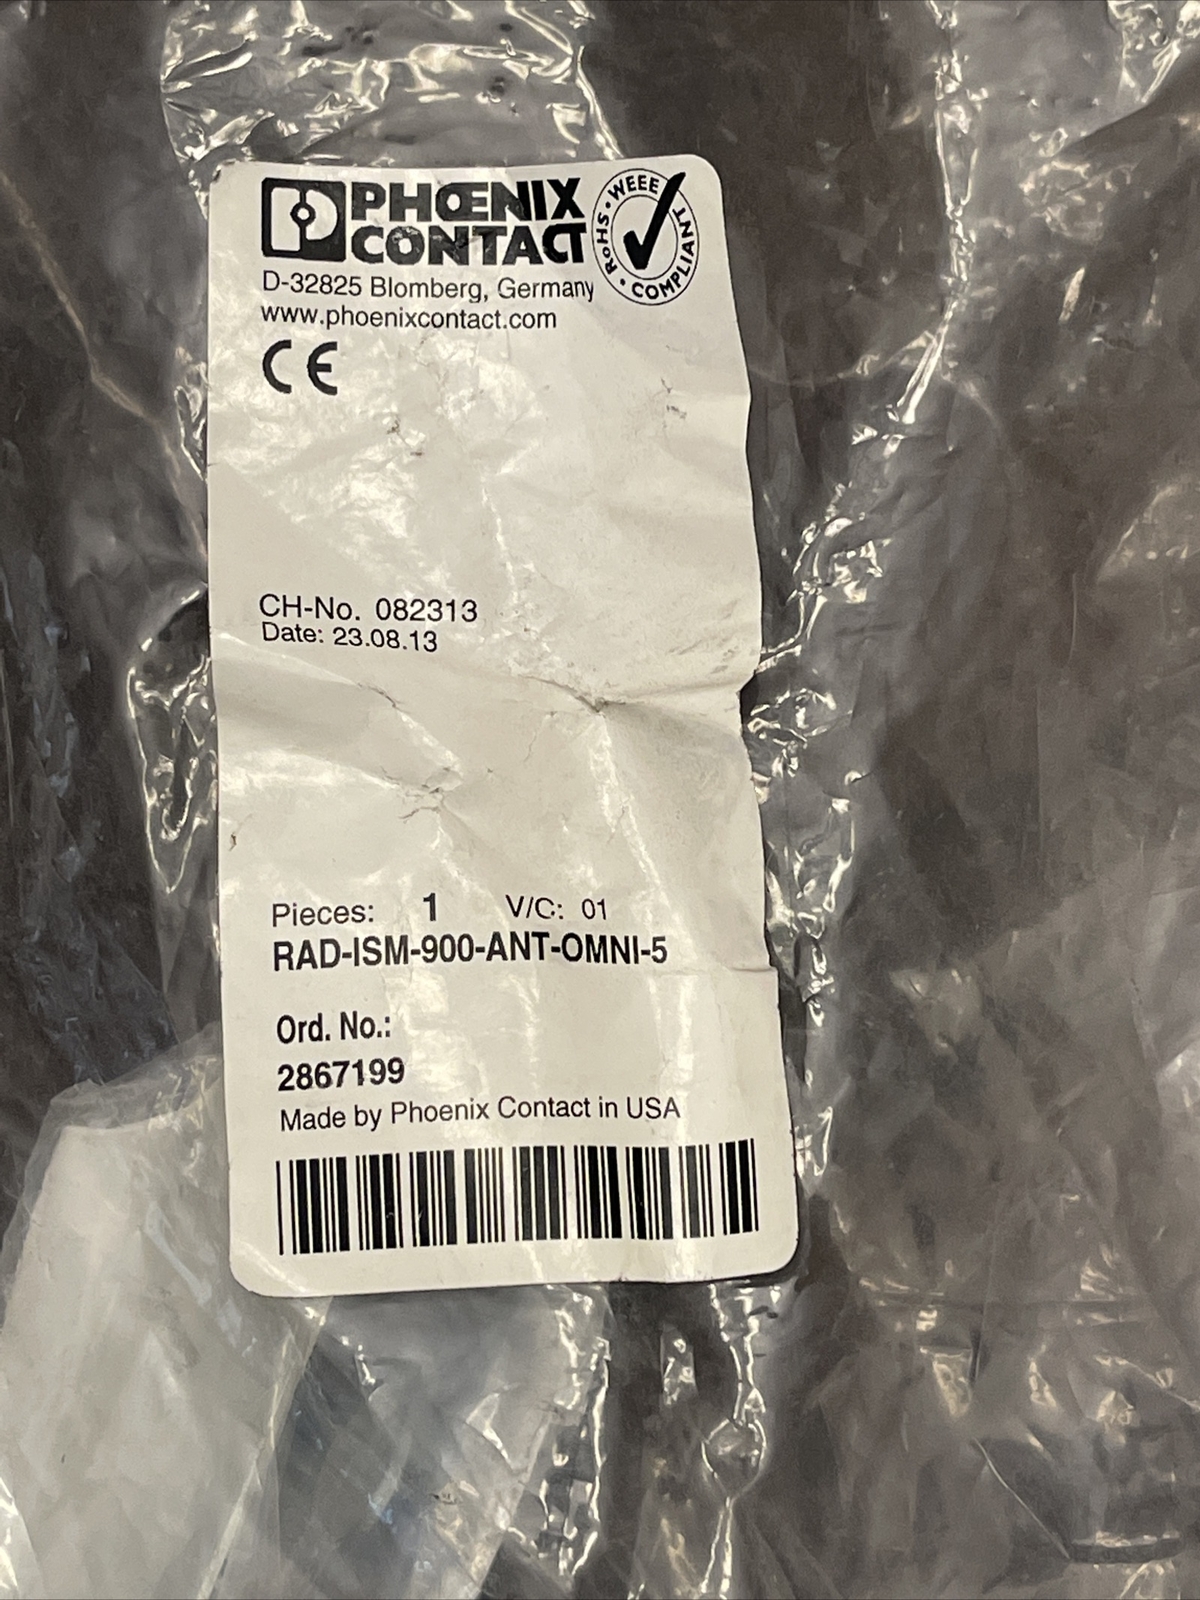 PHŒNIX
CONTACT
RoHS • WEEE
• COMPLIANT
D-32825 Blomberg, Germany
www.phoenixcontact.com
CE
CH-No. 082313
Date: 23.08.13
Pieces: 1 V/C: 01
RAD-ISM-900-ANT-OMNI-5
Ord. No.:
2867199
Made by Phoenix Contact in USA